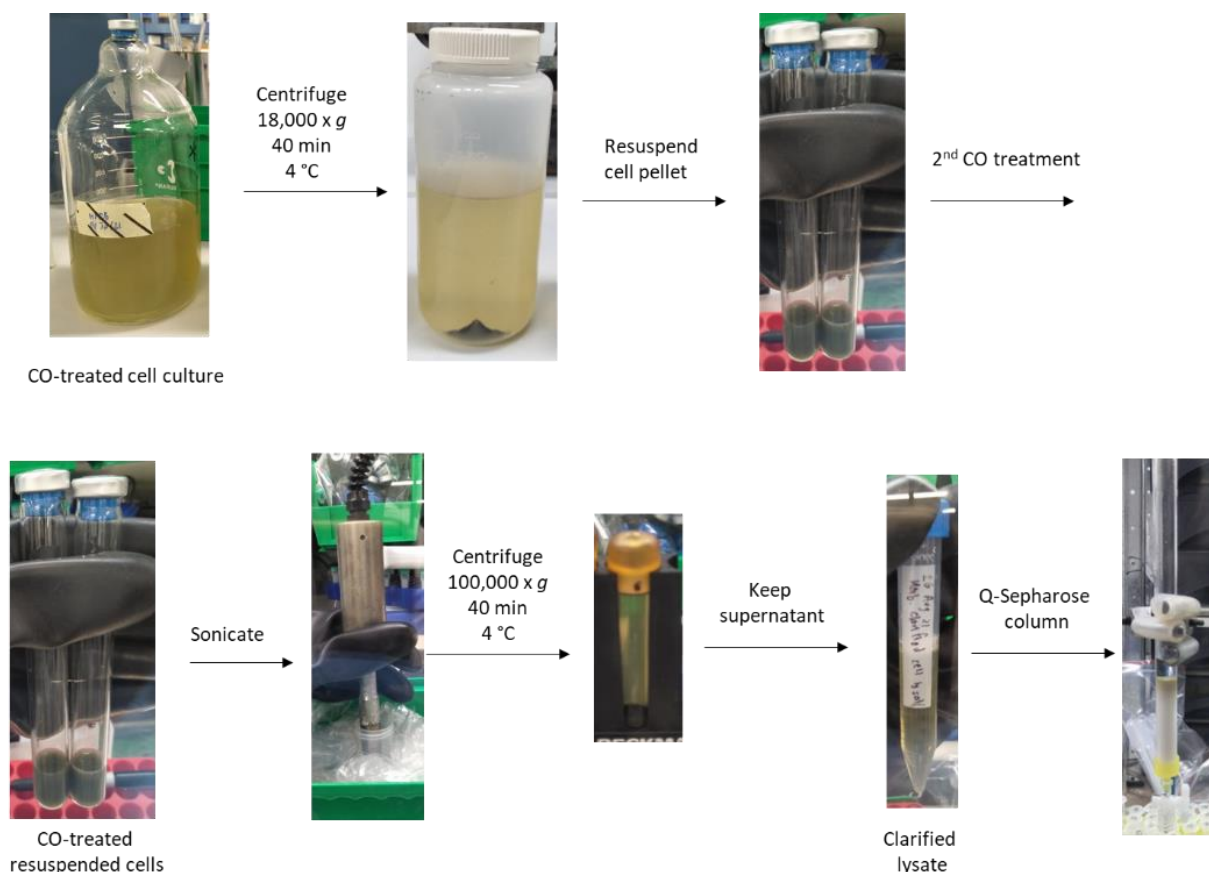 Centrifuge
18,000 x g
40 min
4 °C
Resuspend
cell pellet
2nd CO treatment
CO-treated cell culture
Sonicate
Centrifuge
100,000 x g
40 min
4 °C
Keep
supernatant
Q-Sepharose
column
CO-treated
resuspended cells
Clarified
lysate